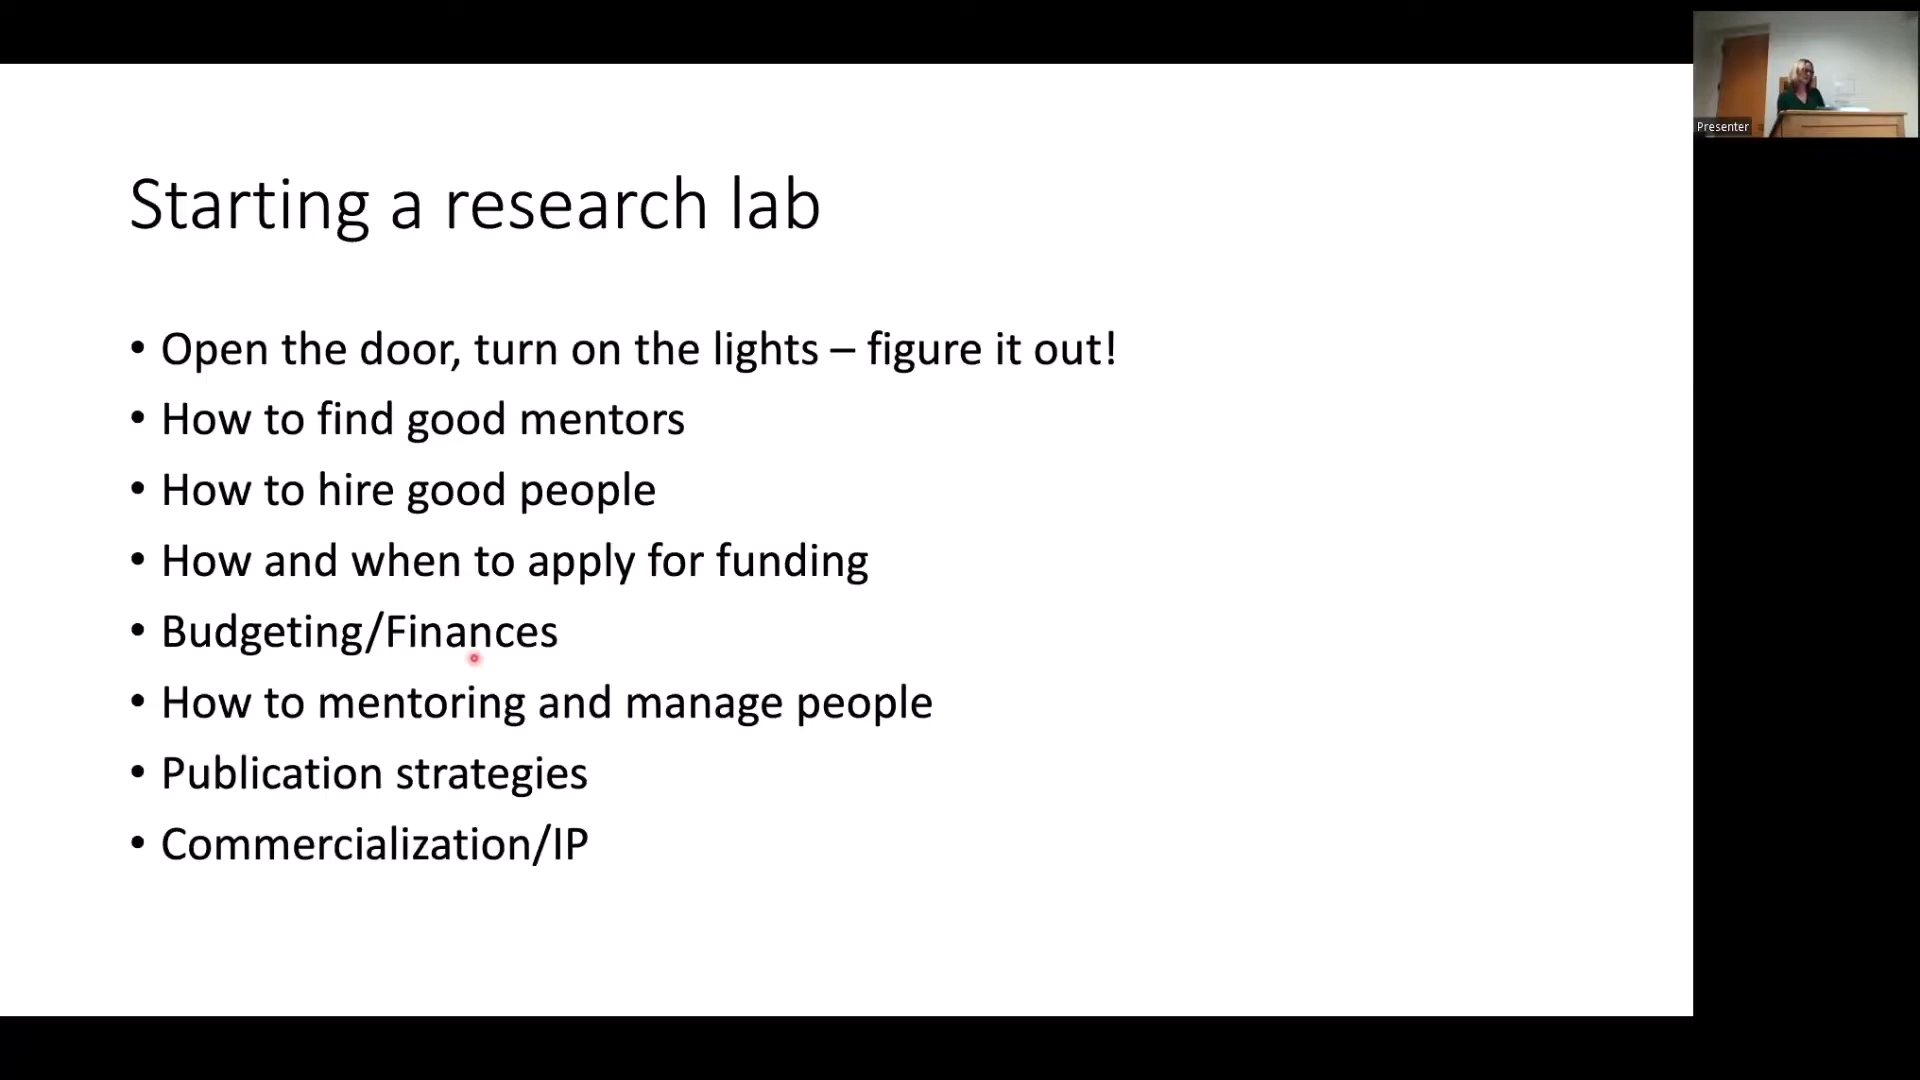 Presenter
Starting a research lab
• Open the door, turn on the lights – figure it out!
• How to find good mentors
• How to hire good people
• How and when to apply for funding
• Budgeting/Finances
• How to mentoring and manage people
• Publication strategies
• Commercialization/IP